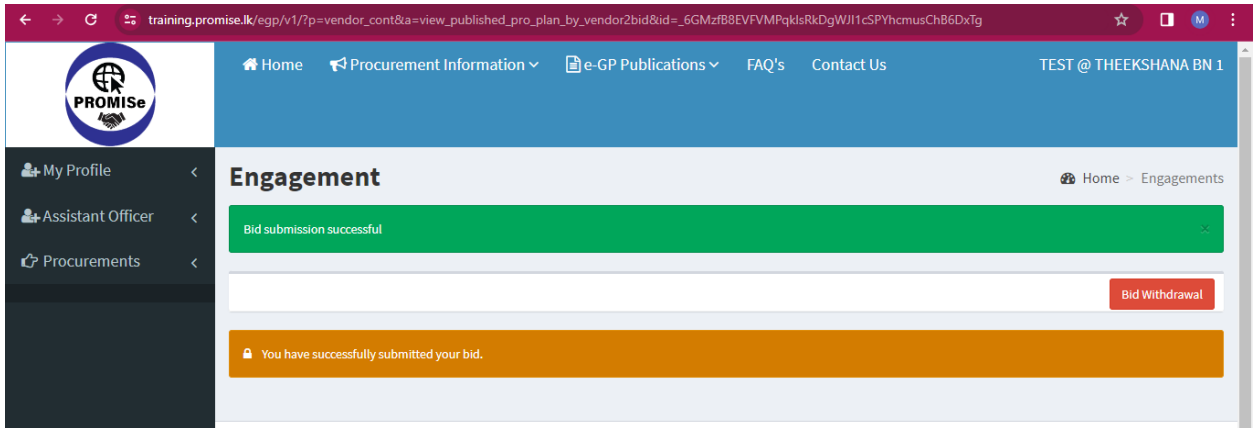 training.promise.lk/egp/v1/?p=vendor_cont&a=view_published_pro_plan_by_vendor2bid&id=_6GMzfB8EVFVMPqklsRkDgWJI1cSPYhcmusChB6DxTg
M
PROMISe
Home Procurement Information e-GP Publications FAQ's Contact Us TEST @ THEEKSHANA BN 1
My Profile
Assistant Officer
Procurements
Engagement
Home > Engagements
Bid submission successful ×
Bid Withdrawal
You have successfully submitted your bid.